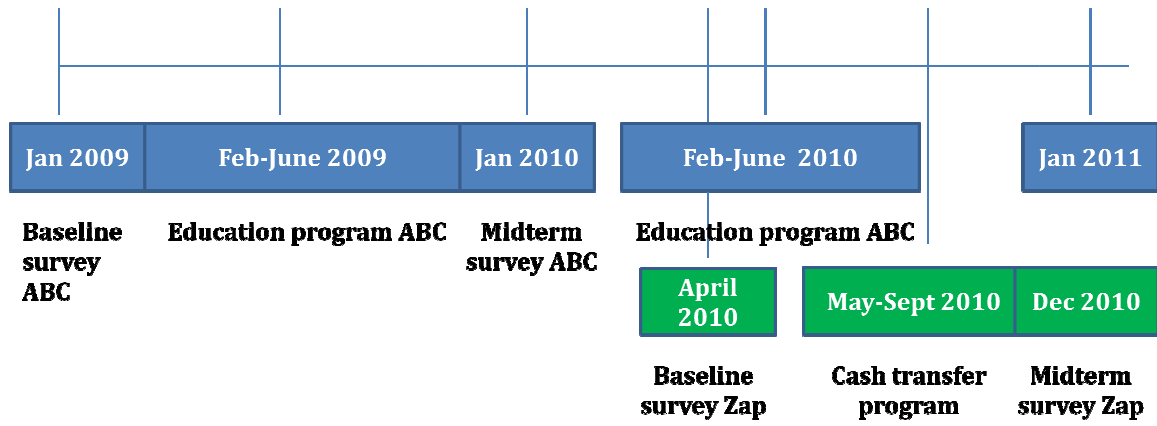 Jan 2009
Feb-June 2009
Jan 2010
Feb-June 2010
Jan 2011
Baseline
survey
ABC
Education program ABC
Midterm
survey ABC
Education program ABC
April
2010
May-Sept 2010
Dec 2010
Baseline
survey Zap
Cash transfer
program
Midterm
survey Zap